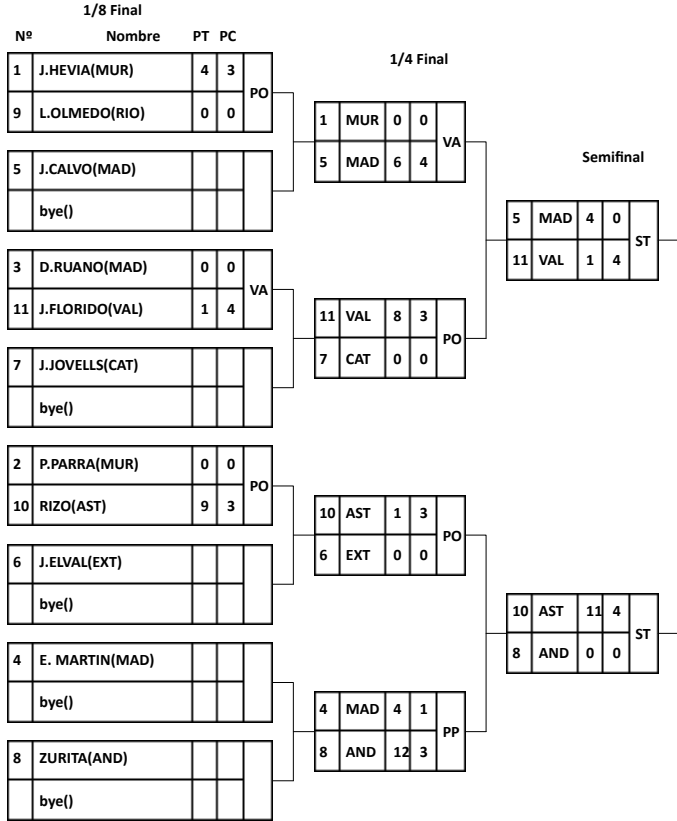 1/8 Final
Nº Nombre PT PC
1 J.HEVIA(MUR) 4 3
PO
9 L.OLMEDO(RIO) 0 0
5 J.CALVO(MAD)
bye()
3 D.RUANO(MAD) 0 0
VA
11 J.FLORIDO(VAL) 1 4
7 J.JOVELLS(CAT)
bye()
2 P.PARRA(MUR) 0 0
PO
10 RIZO(AST) 9 3
6 J.ELVAL(EXT)
bye()
4 E. MARTIN(MAD)
bye()
8 ZURITA(AND)
bye()
1/4 Final
1 MUR 0 0
VA
5 MAD 6 4
11 VAL 8 3
PO
7 CAT 0 0
10 AST 1 3
PO
6 EXT 0 0
4 MAD 4 1
PP
8 AND 12 3
Semifinal
5 MAD 4 0
ST
11 VAL 1 4
10 AST 11 4
ST
8 AND 0 0